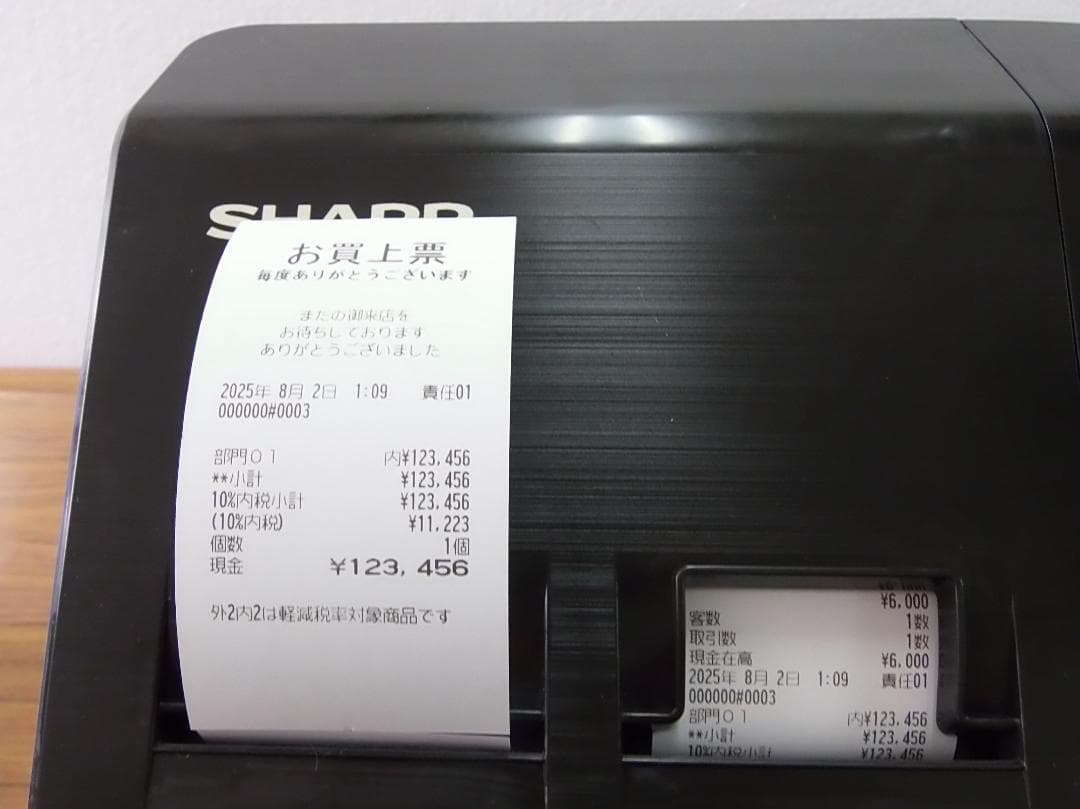 SHARP
お買上票
毎度ありがとうございます
またの御来店を
お待ちしております
ありがとうございました
2025年 8月 2日 1:09 責任01
000000#0003
部門01 内¥123,456
**小計 ¥123,456
10%内税小計 ¥123,456
(10%内税) ¥11,223
個数 1個
現金 ¥123,456
外2内2は軽減税率対象商品です
¥6,000
客数 1数
取引数 1数
現金在高 ¥6,000
2025年 8月 2日 1:09 責任01
000000#0003
部門01 内¥123,456
**小計 ¥123,456
10%内税小計 ¥123,456